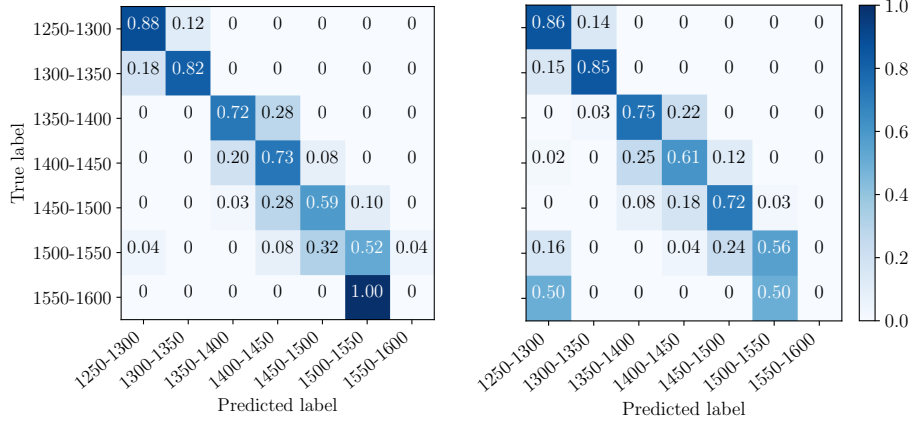 1250-1300 0.88 0.12 0 0 0 0 0
1300-1350 0.18 0.82 0 0 0 0 0
1350-1400 0 0 0.72 0.28 0 0 0
1400-1450 0 0 0.20 0.73 0.08 0 0
1450-1500 0 0 0.03 0.28 0.59 0.10 0
1500-1550 0.04 0 0 0.08 0.32 0.52 0.04
1550-1600 0 0 0 0 0 1.00 0
True label
1250-1300 1300-1350 1350-1400 1400-1450 1450-1500 1500-1550 1550-1600
Predicted label
0.86 0.14 0 0 0 0 0
0.15 0.85 0 0 0 0 0
0 0.03 0.75 0.22 0 0 0
0.02 0 0.25 0.61 0.12 0 0
0 0 0.08 0.18 0.72 0.03 0
0.16 0 0 0.04 0.24 0.56 0
0.50 0 0 0 0 0.50 0
1250-1300 1300-1350 1350-1400 1400-1450 1450-1500 1500-1550 1550-1600
Predicted label
1.0
0.8
0.6
0.4
0.2
0.0